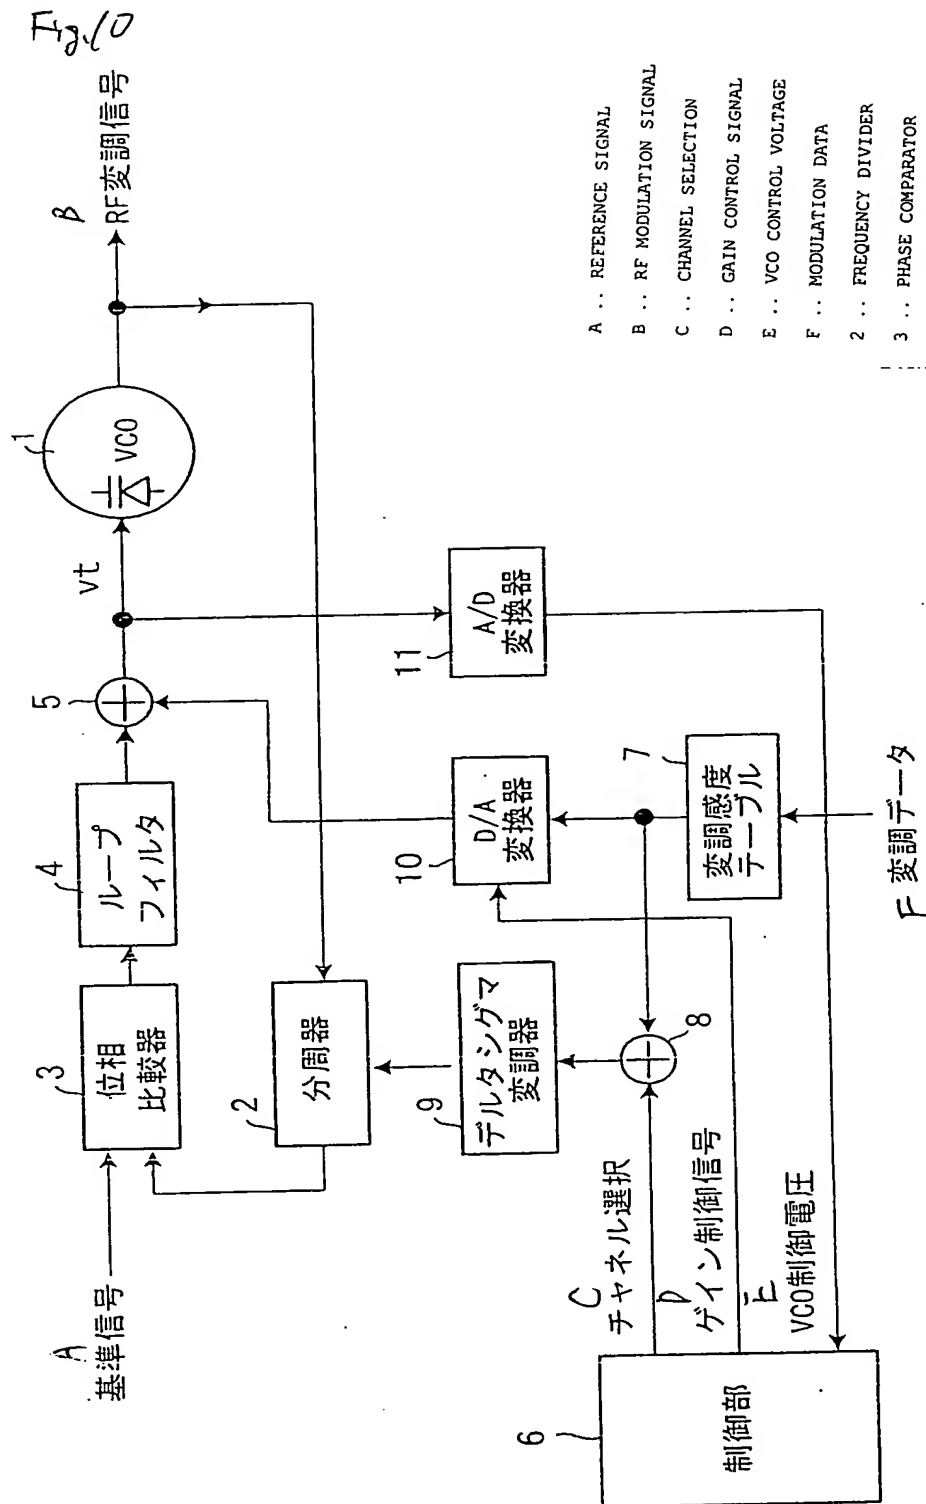 Fig.10
A
基準信号
3
位相
比較器
4
ループ
フィルタ
5
vt
1
VCO
B
RF変調信号
2
分周器
9
デルタシグマ
変調器
10
D/A
変換器
11
A/D
変換器
8
7
変調感度
テーブル
C
チャネル選択
D
ゲイン制御信号
E
VCO制御電圧
6
制御部
F 変調データ
A .. REFERENCE SIGNAL
B .. RF MODULATION SIGNAL
C .. CHANNEL SELECTION
D .. GAIN CONTROL SIGNAL
E .. VCO CONTROL VOLTAGE
F .. MODULATION DATA
2 .. FREQUENCY DIVIDER
3 .. PHASE COMPARATOR